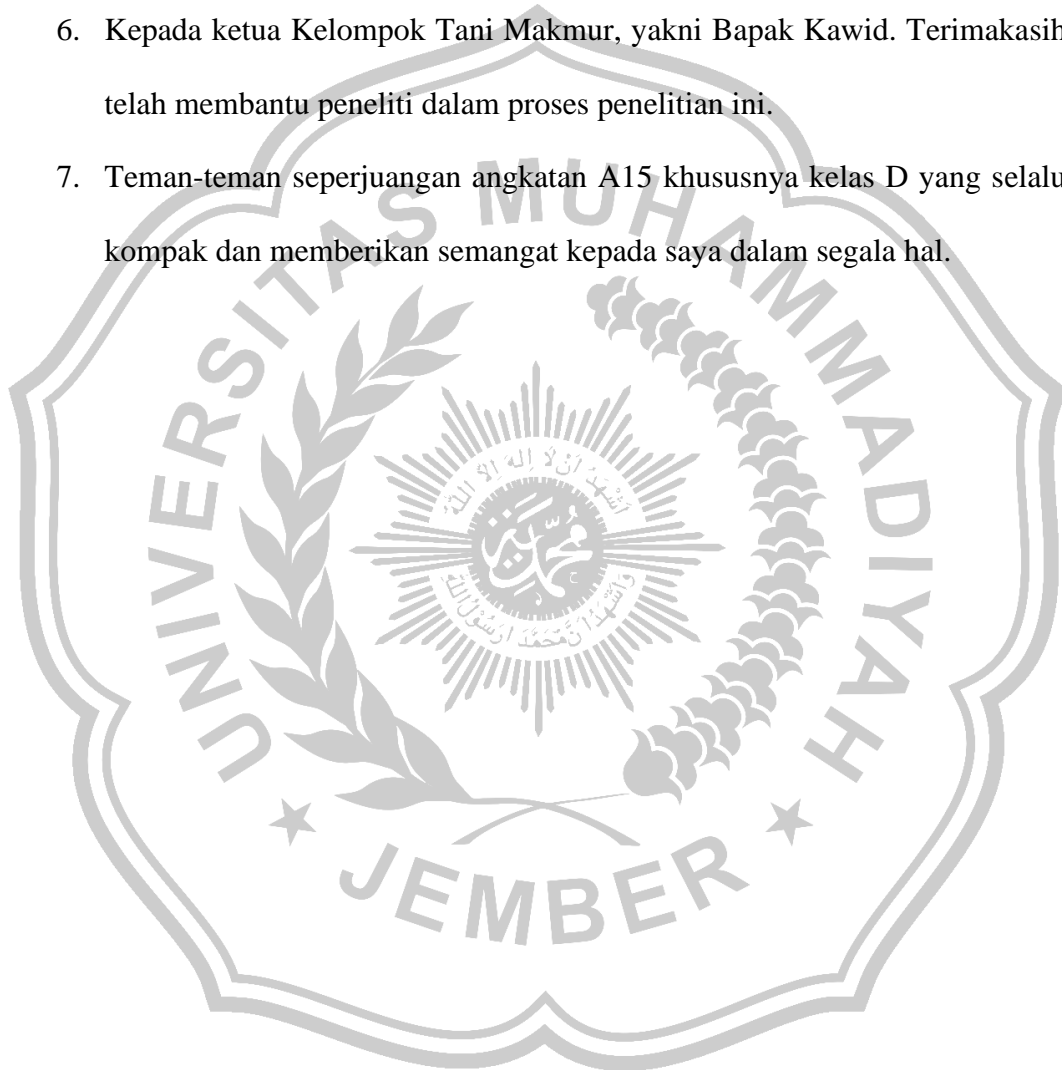 6. Kepada ketua Kelompok Tani Makmur, yakni Bapak Kawid. Terimakasih
telah membantu peneliti dalam proses penelitian ini.
7. Teman-teman seperjuangan angkatan A15 khususnya kelas D yang selalu
kompak dan memberikan semangat kepada saya dalam segala hal.
UNIVERSITAS MUHAMMADIYAH
JEMBER